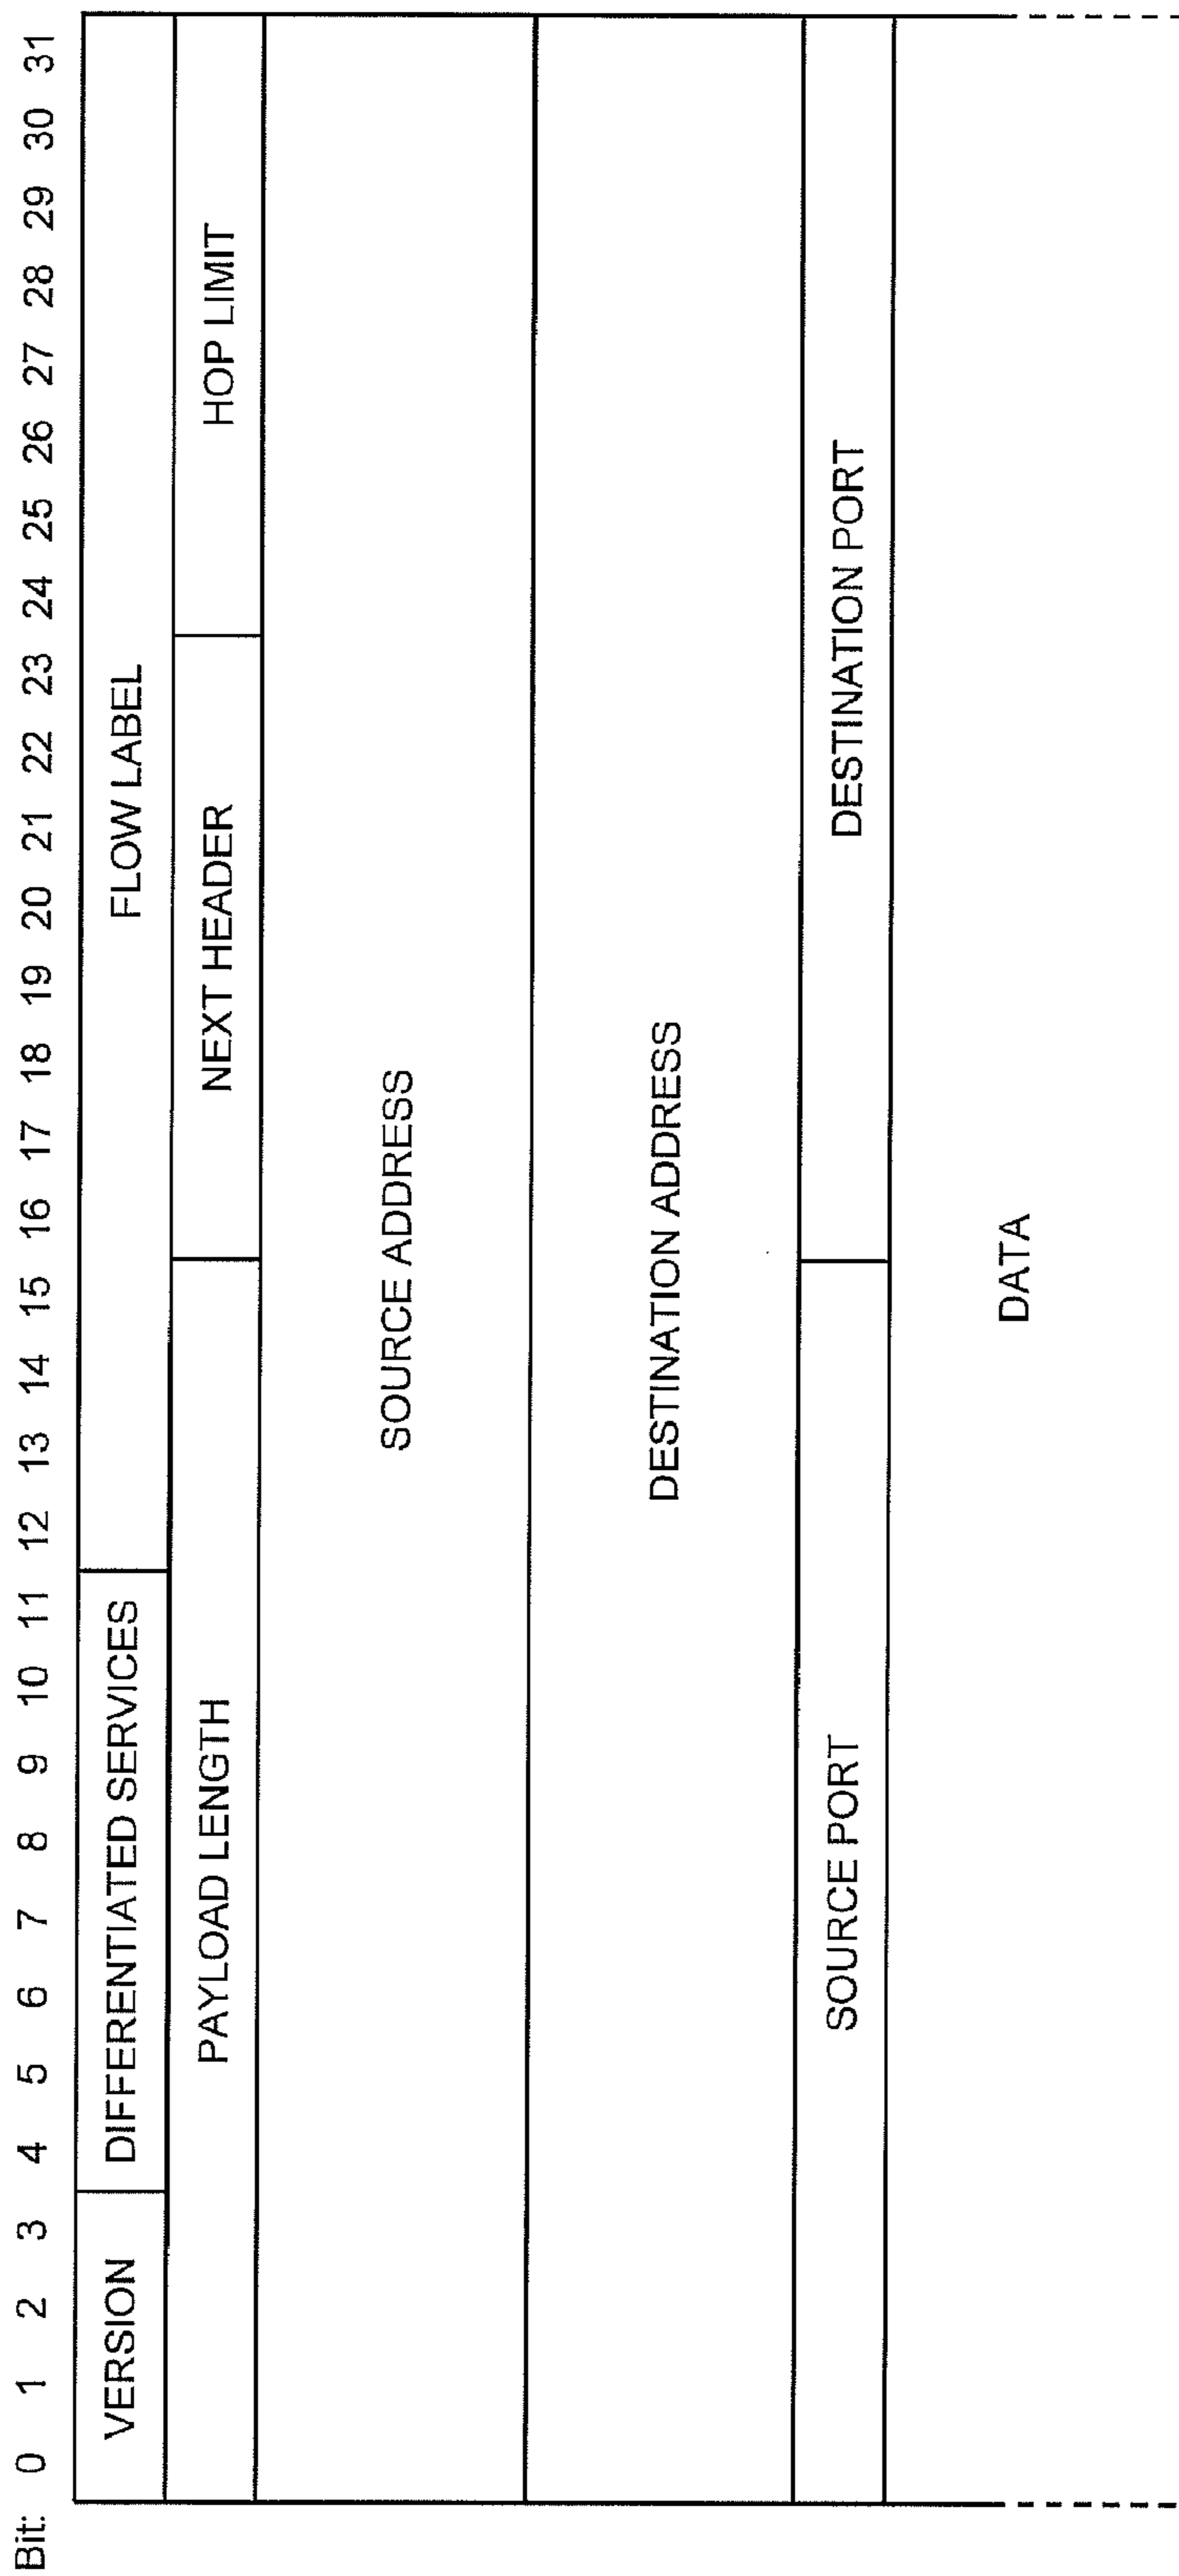 Bit: 0 1 2 3 4 5 6 7 8 9 10 11 12 13 14 15 16 17 18 19 20 21 22 23 24 25 26 27 28 29 30 31
VERSION DIFFERENTIATED SERVICES FLOW LABEL
PAYLOAD LENGTH NEXT HEADER HOP LIMIT
SOURCE ADDRESS
DESTINATION ADDRESS
SOURCE PORT DESTINATION PORT
DATA